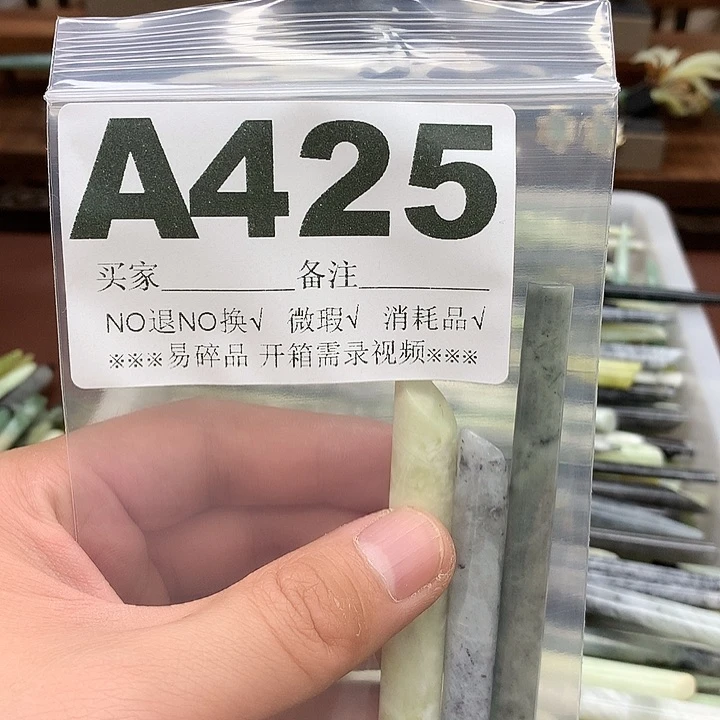 A425
买家________备注________
NO退NO换√ 微瑕√ 消耗品√
※※※易碎品 开箱需录视频※※※